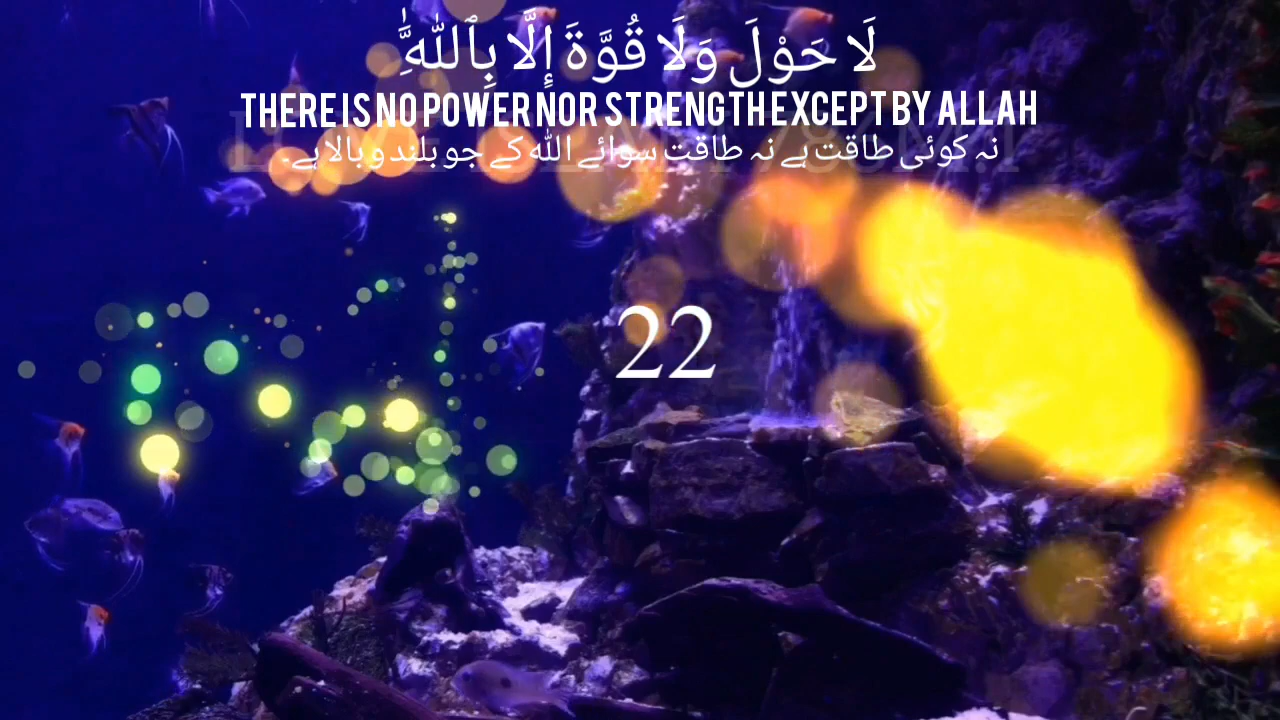 لَا حَوْلَ وَلَا قُوَّةَ إِلَّا بِٱللَّٰهِ
THERE IS NO POWER NOR STRENGTH EXCEPT BY ALLAH
نہ کوئی طاقت ہے نہ طاقت سوائے اللہ کے جو بلند و بالا ہے۔
22